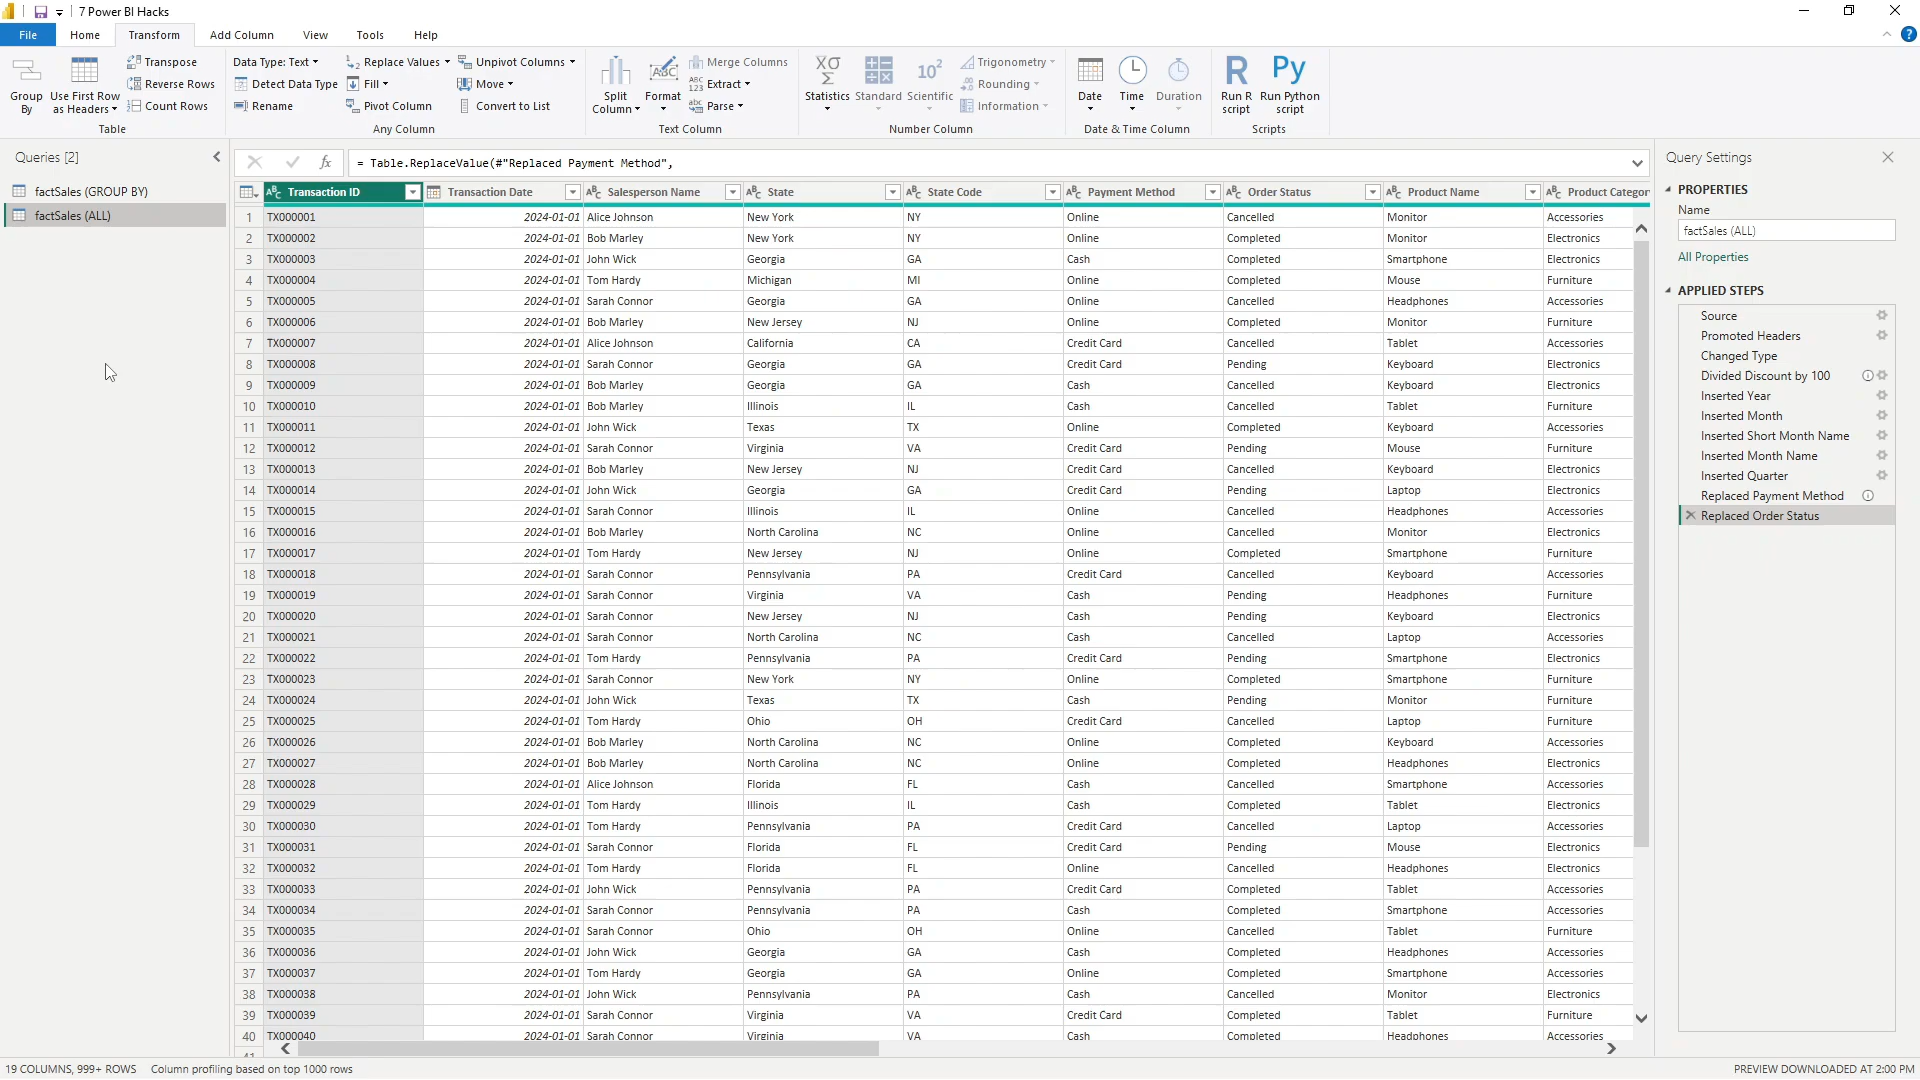 7 Power BI Hacks
File Home Transform Add Column View Tools Help
Group By
Use First Row as Headers
Transpose
Reverse Rows
Count Rows
Table
Data Type: Text
Detect Data Type
Rename
Replace Values
Fill
Pivot Column
Unpivot Columns
Move
Convert to List
Any Column
Split Column
Format
Merge Columns
Extract
Parse
Text Column
Statistics
Standard
Scientific
Trigonometry
Rounding
Information
Number Column
Date
Time
Duration
Date & Time Column
Run R script
Run Python script
Scripts
Queries [2]
factSales (GROUP BY)
factSales (ALL)
= Table.ReplaceValue(#"Replaced Payment Method",
Transaction ID Transaction Date Salesperson Name State State Code Payment Method Order Status Product Name Product Categor
1 TX000001 2024-01-01 Alice Johnson New York NY Online Cancelled Monitor Accessories
2 TX000002 2024-01-01 Bob Marley New York NY Online Completed Monitor Electronics
3 TX000003 2024-01-01 John Wick Georgia GA Cash Completed Smartphone Electronics
4 TX000004 2024-01-01 Tom Hardy Michigan MI Online Completed Mouse Furniture
5 TX000005 2024-01-01 Sarah Connor Georgia GA Online Cancelled Headphones Accessories
6 TX000006 2024-01-01 Bob Marley New Jersey NJ Online Completed Monitor Furniture
7 TX000007 2024-01-01 Alice Johnson California CA Credit Card Cancelled Tablet Accessories
8 TX000008 2024-01-01 Sarah Connor Georgia GA Credit Card Pending Keyboard Electronics
9 TX000009 2024-01-01 Bob Marley Georgia GA Cash Cancelled Keyboard Electronics
10 TX000010 2024-01-01 Bob Marley Illinois IL Cash Cancelled Tablet Furniture
11 TX000011 2024-01-01 John Wick Texas TX Online Completed Keyboard Accessories
12 TX000012 2024-01-01 Sarah Connor Virginia VA Credit Card Pending Mouse Furniture
13 TX000013 2024-01-01 Bob Marley New Jersey NJ Credit Card Cancelled Keyboard Electronics
14 TX000014 2024-01-01 John Wick Georgia GA Credit Card Pending Laptop Electronics
15 TX000015 2024-01-01 Sarah Connor Illinois IL Online Cancelled Headphones Accessories
16 TX000016 2024-01-01 Bob Marley North Carolina NC Online Cancelled Monitor Electronics
17 TX000017 2024-01-01 Tom Hardy New Jersey NJ Online Completed Smartphone Furniture
18 TX000018 2024-01-01 Sarah Connor Pennsylvania PA Credit Card Cancelled Keyboard Accessories
19 TX000019 2024-01-01 Sarah Connor Virginia VA Cash Pending Headphones Furniture
20 TX000020 2024-01-01 Sarah Connor New Jersey NJ Cash Pending Keyboard Electronics
21 TX000021 2024-01-01 Sarah Connor North Carolina NC Cash Cancelled Laptop Accessories
22 TX000022 2024-01-01 Tom Hardy Pennsylvania PA Credit Card Pending Smartphone Electronics
23 TX000023 2024-01-01 Sarah Connor New York NY Online Completed Smartphone Furniture
24 TX000024 2024-01-01 John Wick Texas TX Cash Pending Monitor Furniture
25 TX000025 2024-01-01 Tom Hardy Ohio OH Credit Card Cancelled Laptop Furniture
26 TX000026 2024-01-01 Bob Marley North Carolina NC Online Completed Keyboard Accessories
27 TX000027 2024-01-01 Bob Marley North Carolina NC Online Completed Headphones Furniture
28 TX000028 2024-01-01 Alice Johnson Florida FL Cash Cancelled Smartphone Accessories
29 TX000029 2024-01-01 Tom Hardy Illinois IL Cash Completed Tablet Electronics
30 TX000030 2024-01-01 Tom Hardy Pennsylvania PA Credit Card Cancelled Laptop Accessories
31 TX000031 2024-01-01 Sarah Connor Florida FL Credit Card Pending Mouse Electronics
32 TX000032 2024-01-01 Tom Hardy Florida FL Online Cancelled Headphones Electronics
33 TX000033 2024-01-01 John Wick Pennsylvania PA Credit Card Completed Tablet Accessories
34 TX000034 2024-01-01 Sarah Connor Pennsylvania PA Cash Completed Smartphone Accessories
35 TX000035 2024-01-01 Sarah Connor Ohio OH Online Cancelled Tablet Furniture
36 TX000036 2024-01-01 John Wick Georgia GA Cash Completed Headphones Accessories
37 TX000037 2024-01-01 Tom Hardy Georgia GA Online Completed Smartphone Accessories
38 TX000038 2024-01-01 John Wick Pennsylvania PA Cash Cancelled Monitor Electronics
39 TX000039 2024-01-01 Sarah Connor Virginia VA Credit Card Completed Tablet Furniture
40 TX000040 2024-01-01 Sarah Connor Virginia VA Cash Completed Headphones Accessories
41
Query Settings
PROPERTIES
Name
factSales (ALL)
All Properties
APPLIED STEPS
Source
Promoted Headers
Changed Type
Divided Discount by 100
Inserted Year
Inserted Month
Inserted Short Month Name
Inserted Month Name
Inserted Quarter
Replaced Payment Method
Replaced Order Status
19 COLUMNS, 999+ ROWS Column profiling based on top 1000 rows
PREVIEW DOWNLOADED AT 2:00 PM